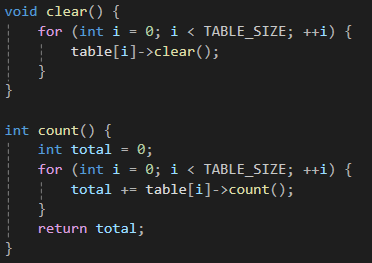 void clear() {
    for (int i = 0; i < TABLE_SIZE; ++i) {
        table[i]->clear();
    }
}

int count() {
    int total = 0;
    for (int i = 0; i < TABLE_SIZE; ++i) {
        total += table[i]->count();
    }
    return total;
}